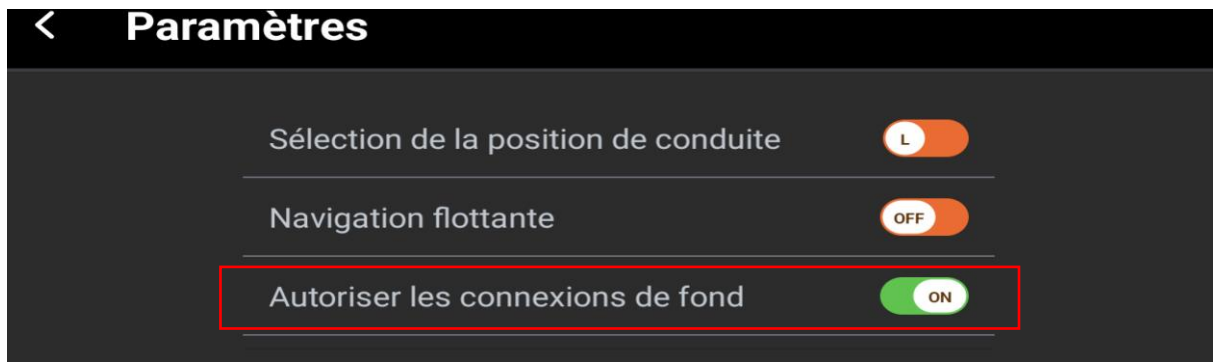 Paramètres
Sélection de la position de conduite
L
Navigation flottante
OFF
Autoriser les connexions de fond
ON